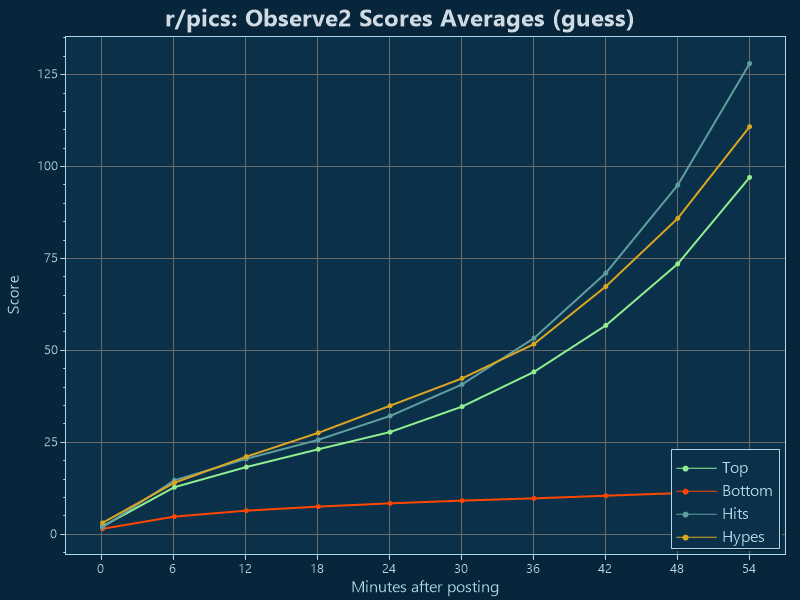 r/pics: Observe2 Scores Averages (guess)
125
100
75
50
25
0
Score
0 6 12 18 24 30 36 42 48 54
Minutes after posting
Top
Bottom
Hits
Hypes